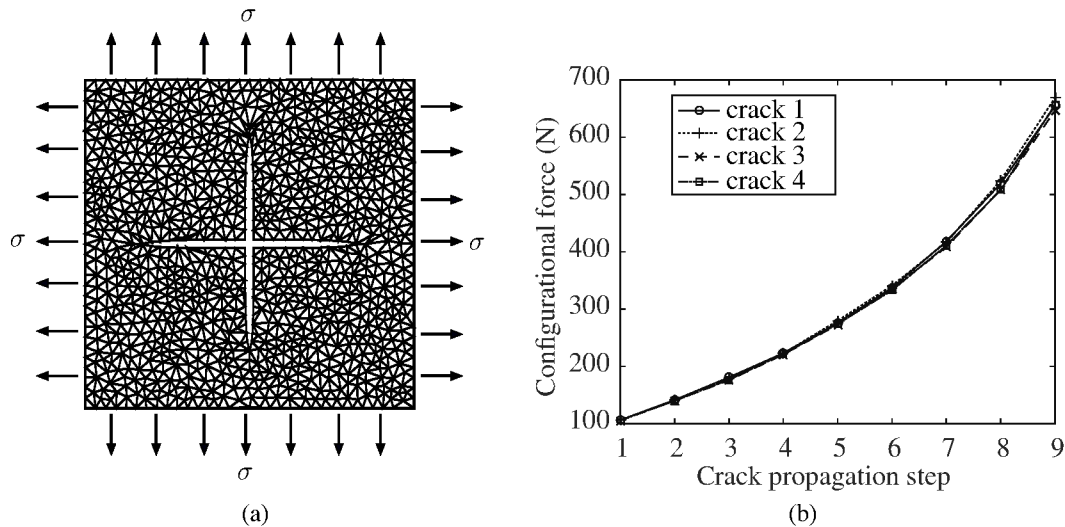 σ
σ
σ
σ
(a)
Configurational force (N)
700
600
500
400
300
200
100
crack 1
crack 2
crack 3
crack 4
1 2 3 4 5 6 7 8 9
Crack propagation step
(b)